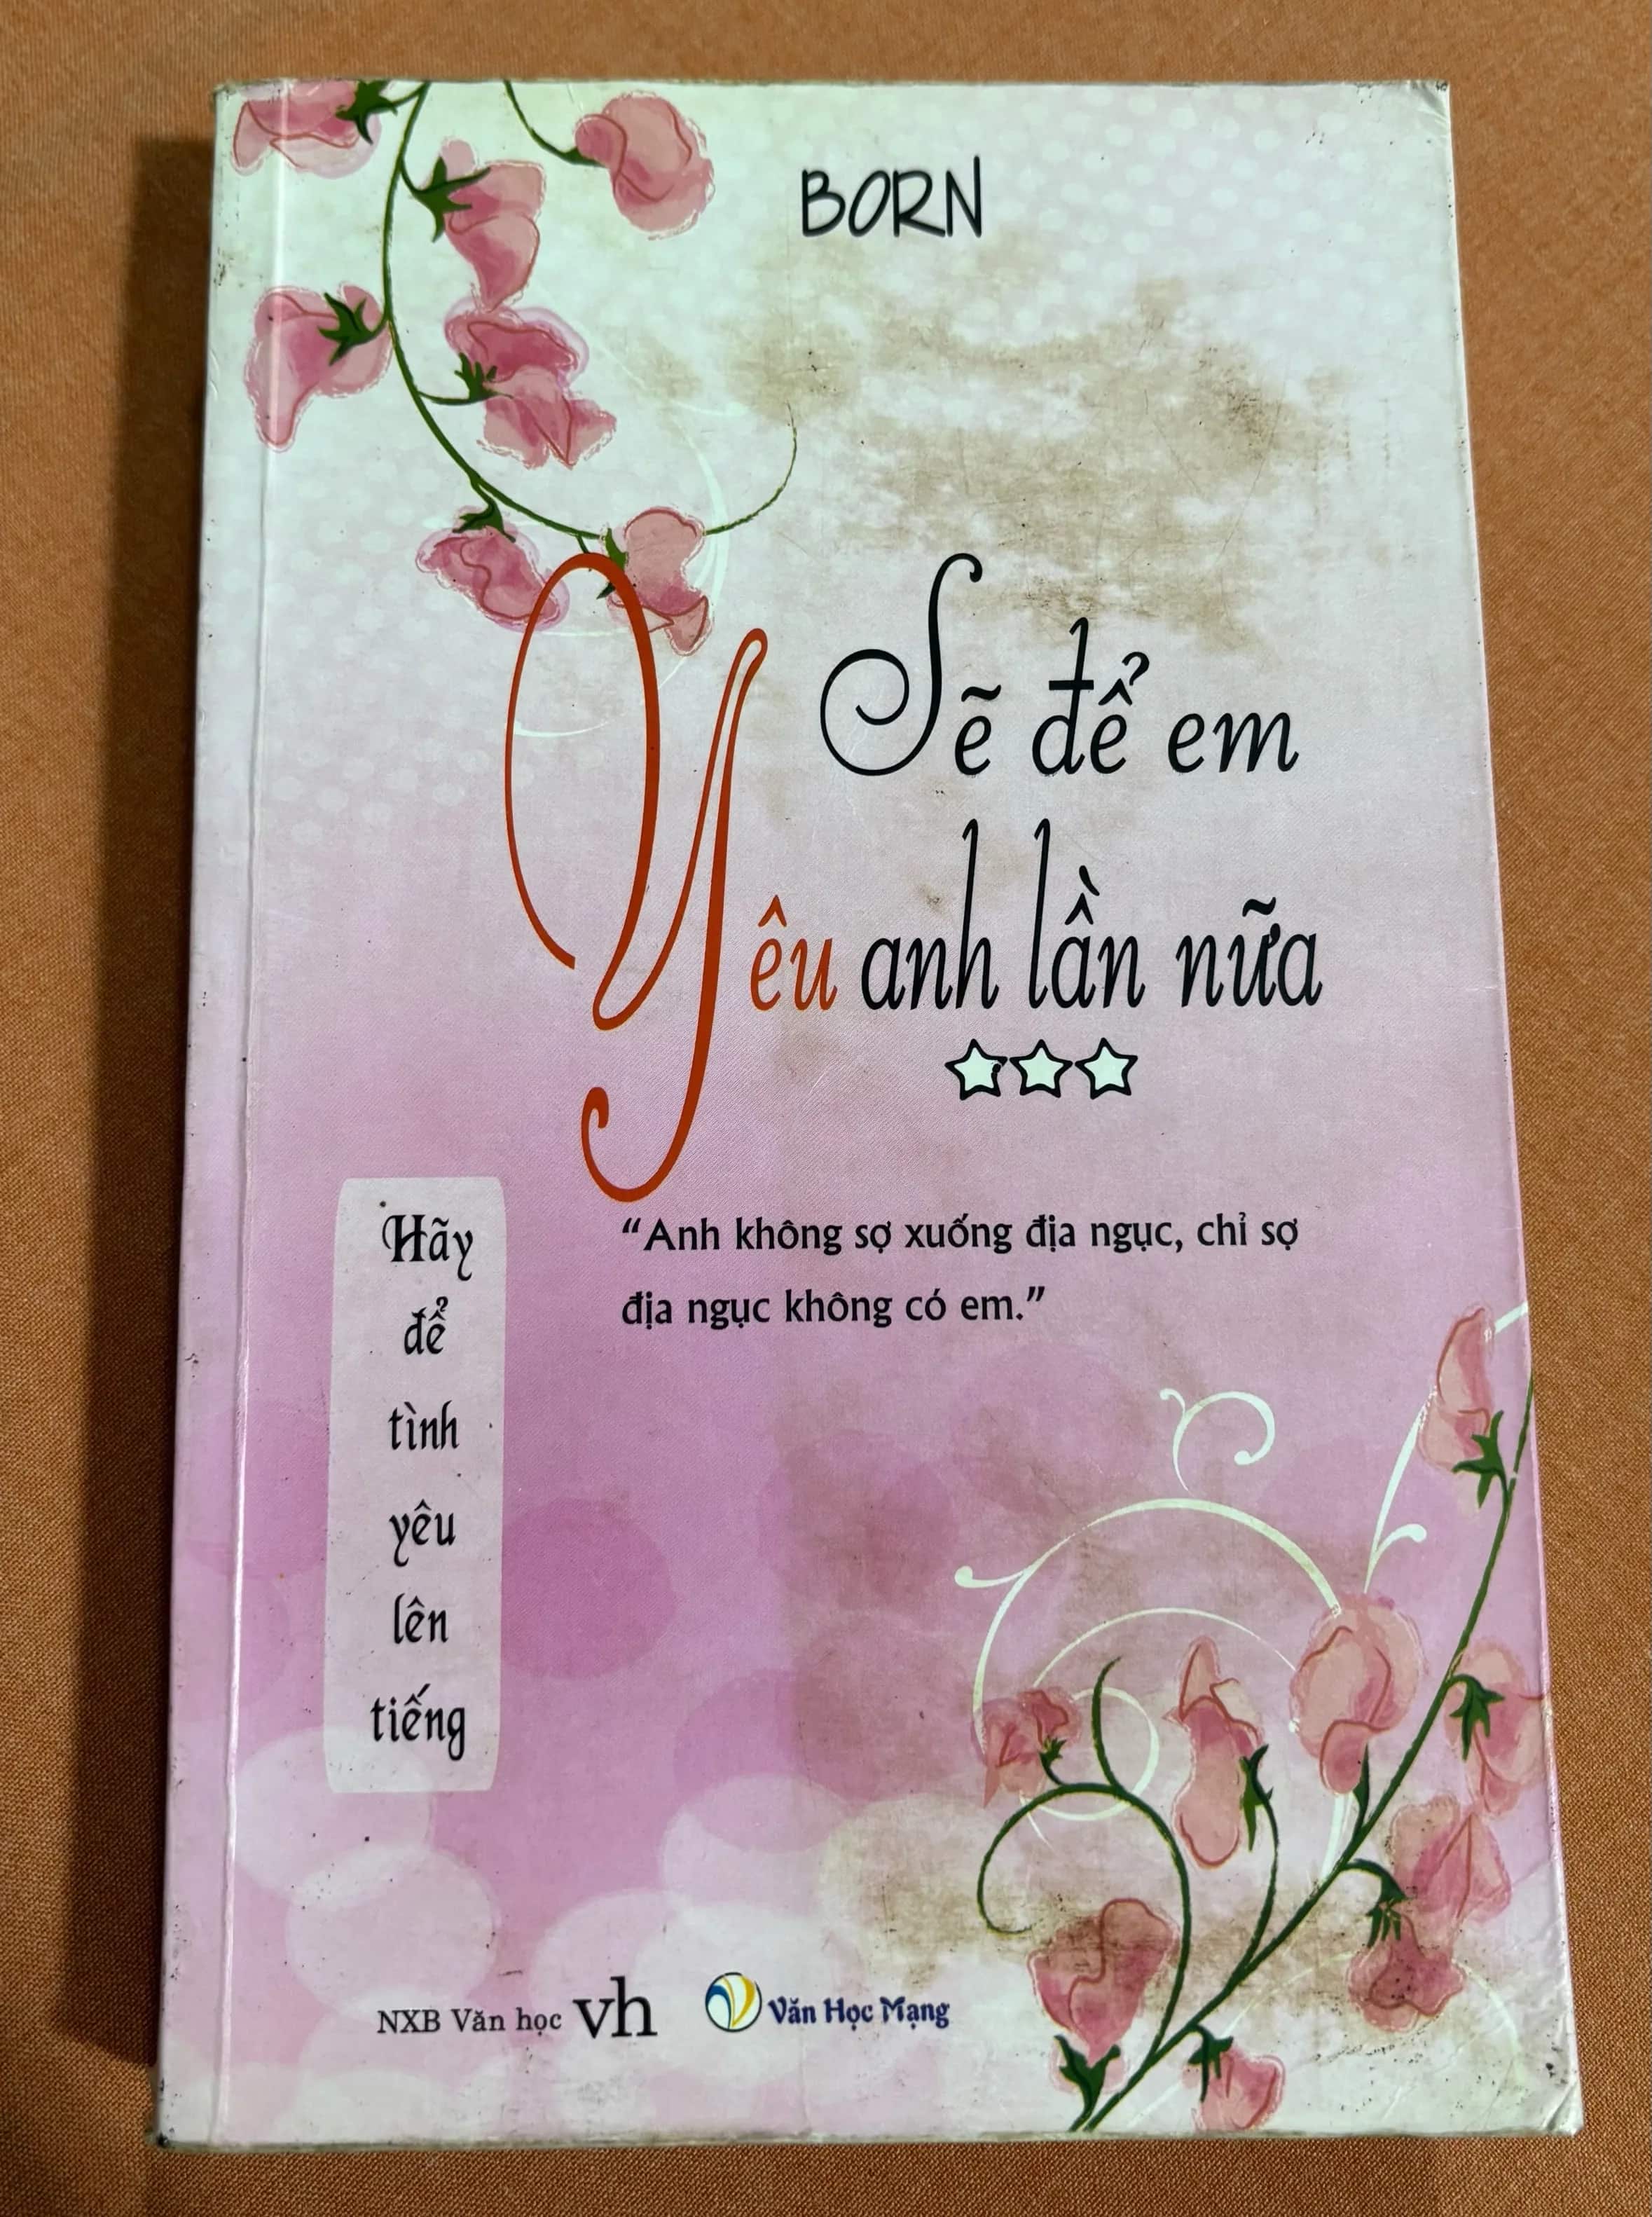 BORN
Sẽ để em
Yêu anh lần nữa
"Anh không sợ xuống địa ngục, chỉ sợ
địa ngục không có em."
Hãy
để
tình
yêu
lên
tiếng
NXB Văn học vh Văn Học Mạng